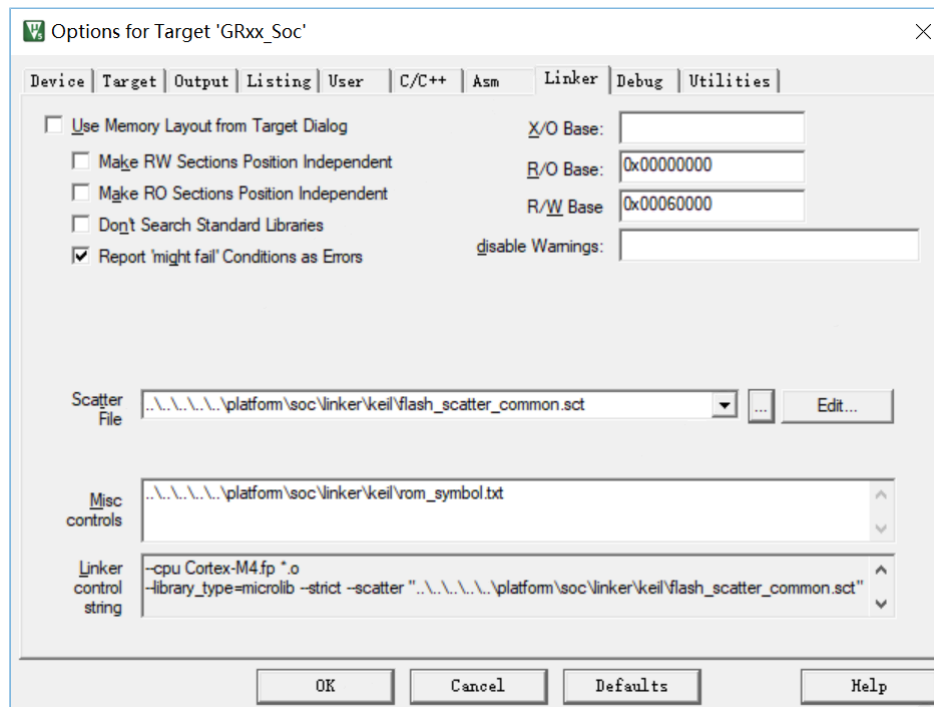 Options for Target 'GRxx_Soc'
Device Target Output Listing User C/C++ Asm Linker Debug Utilities
Use Memory Layout from Target Dialog
X/O Base:
Make RW Sections Position Independent
R/O Base: 0x00000000
Make RO Sections Position Independent
R/W Base 0x00060000
Don't Search Standard Libraries
disable Warnings:
Report 'might fail' Conditions as Errors
Scatter
File
..\..\..\..\..\platform\soc\linker\keil\flash_scatter_common.sct
...
Edit...
Misc
controls
..\..\..\..\..\platform\soc\linker\keil\rom_symbol.txt
Linker
control
string
--cpu Cortex-M4.fp *.o
--library_type=microlib --strict --scatter "..\..\..\..\..\platform\soc\linker\keil\flash_scatter_common.sct"
OK Cancel Defaults Help